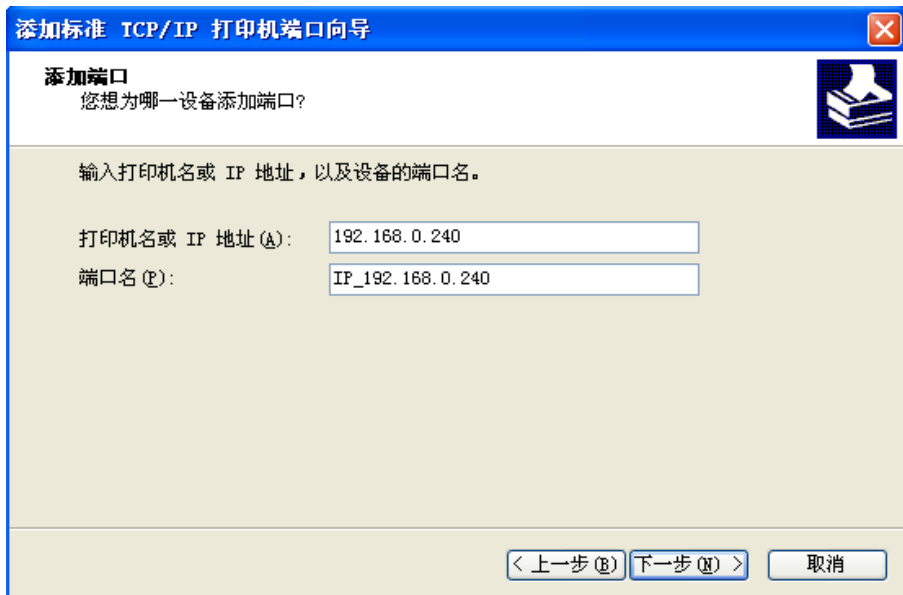 添加标准 TCP/IP 打印机端口向导
添加端口
您想为哪一设备添加端口?
输入打印机名或 IP 地址，以及设备的端口名。
打印机名或 IP 地址(A): 192.168.0.240
端口名(P): IP_192.168.0.240
< 上一步(B) 下一步(N) > 取消